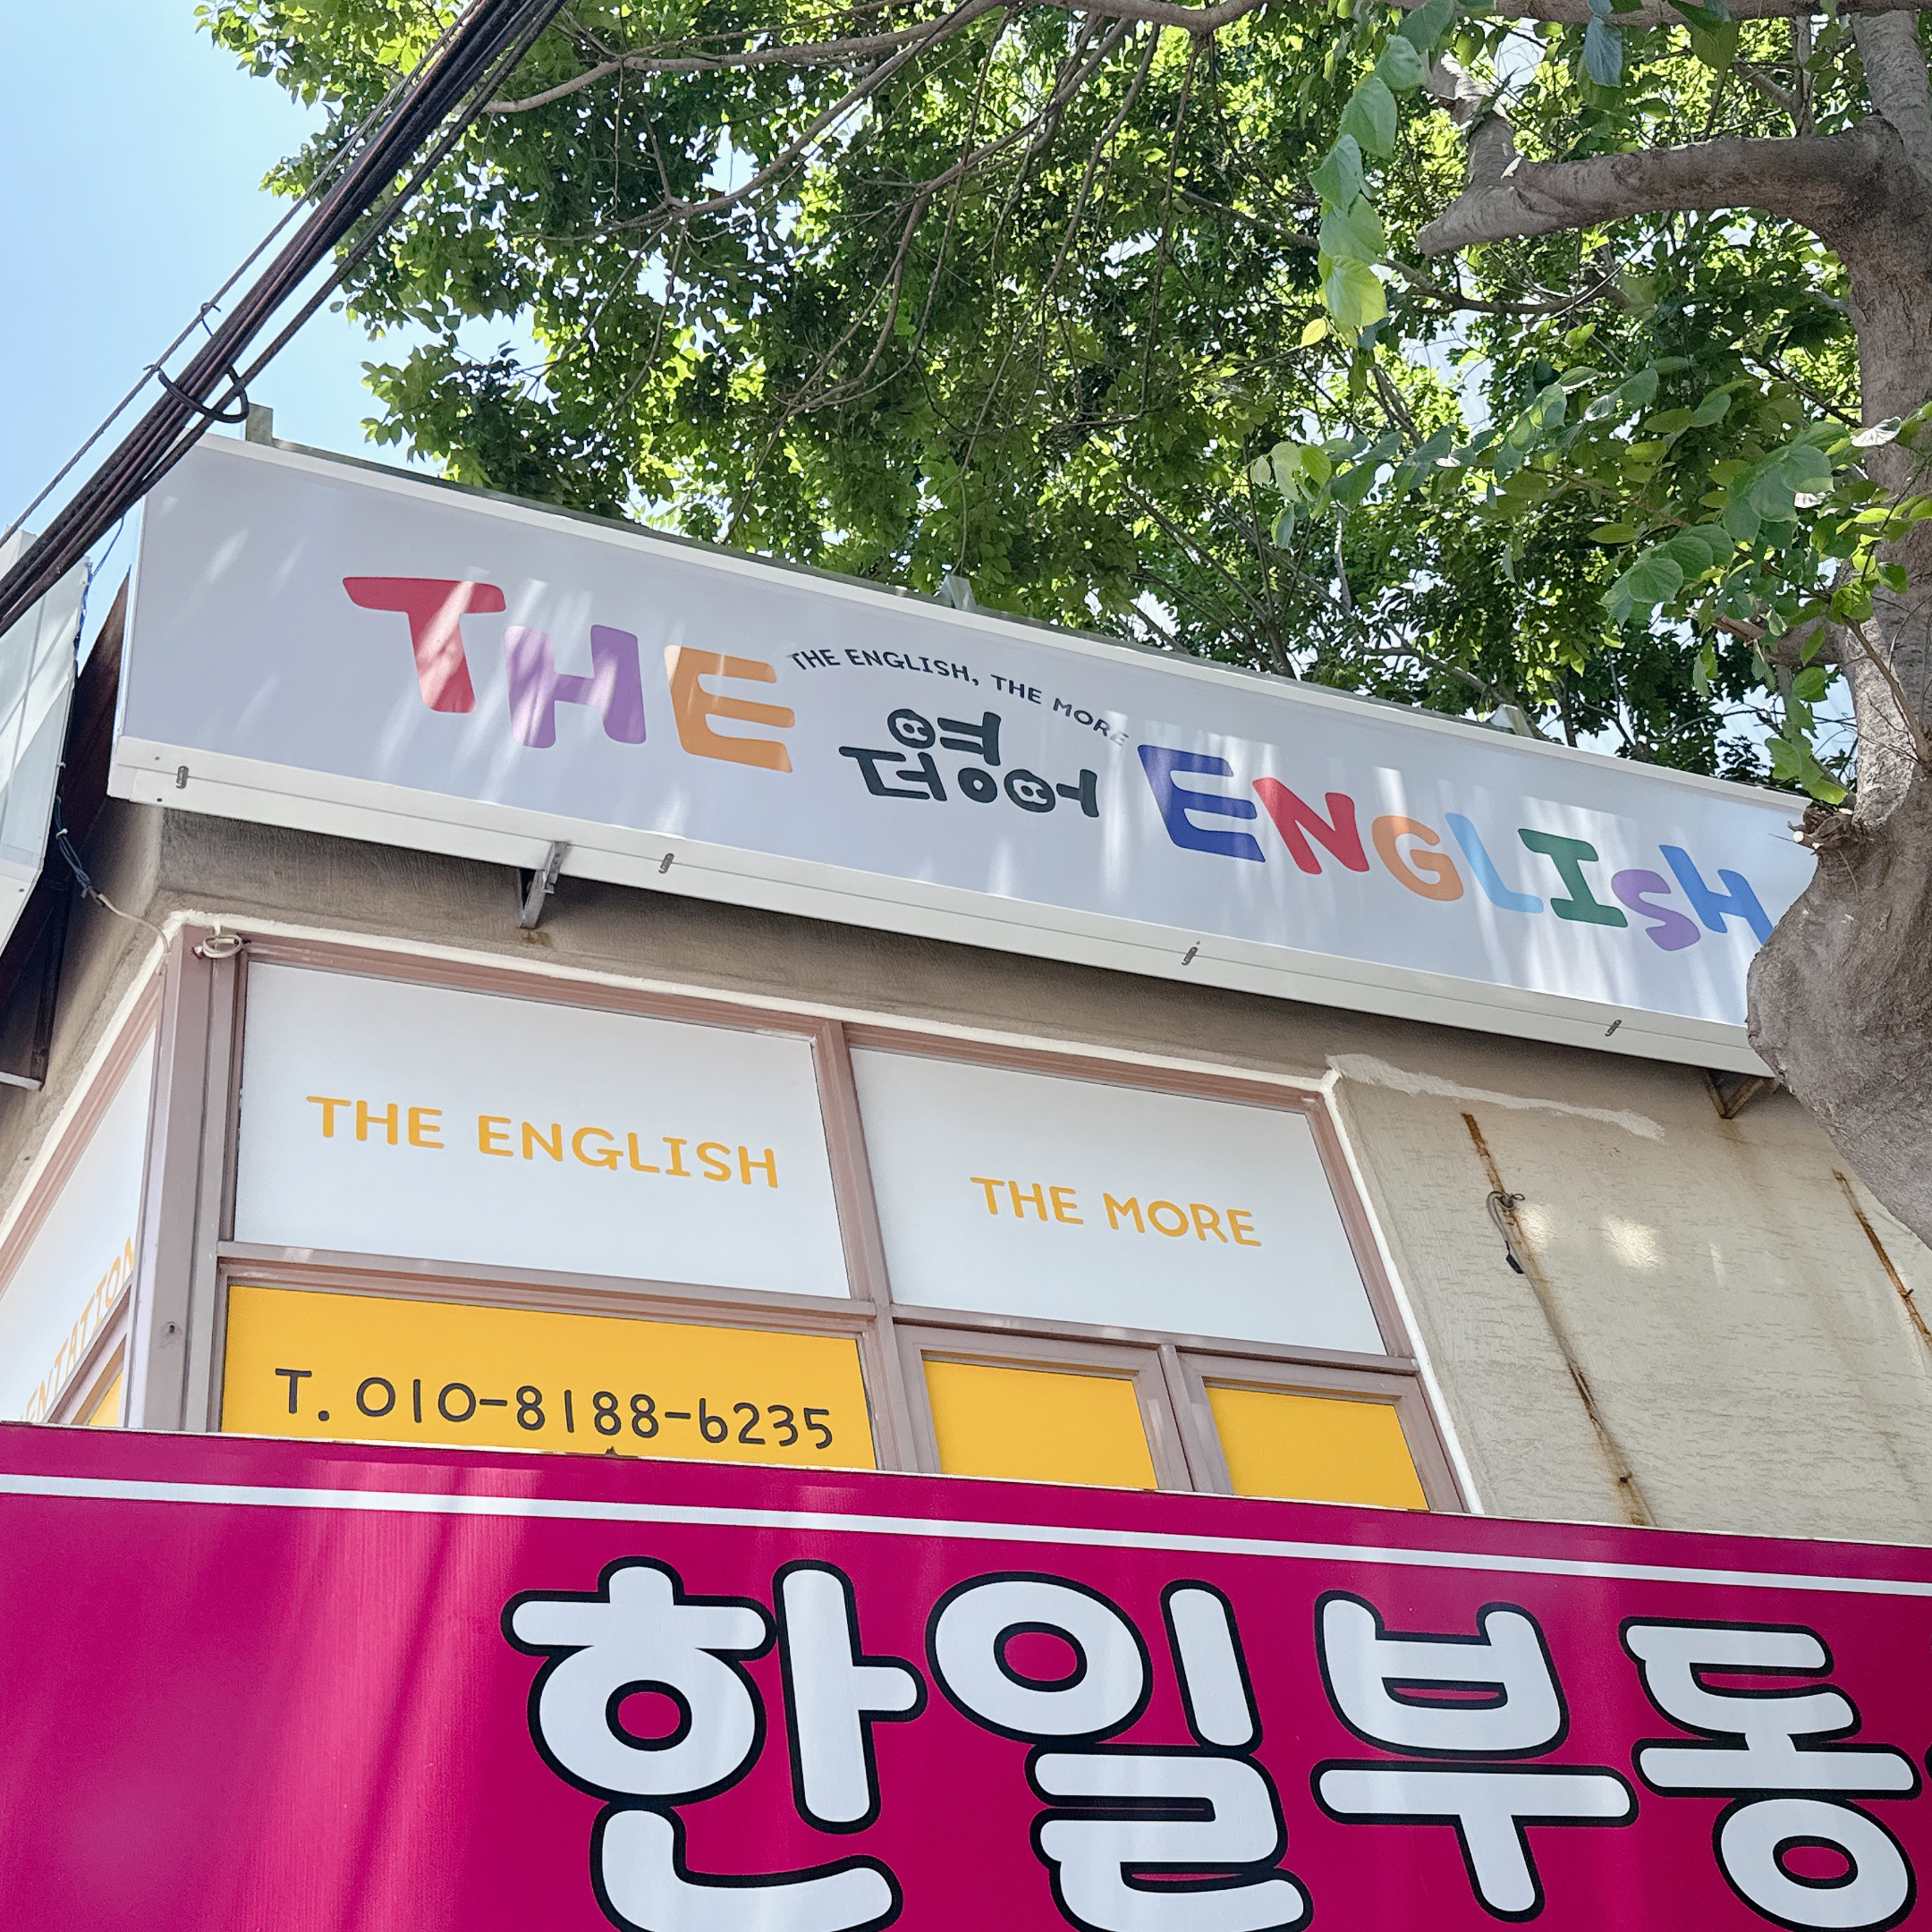 THE ENGLISH
THE ENGLISH, THE MORE
더영어
THE ENGLISH
THE MORE
T. 010-8188-6235
한일부동